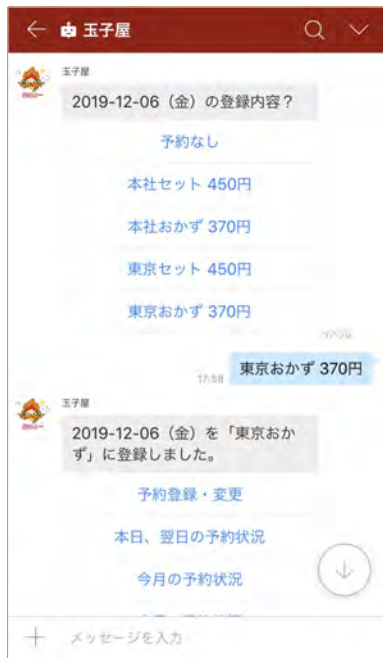 玉子屋
玉子屋
2019-12-06（金）の登録内容？
予約なし
本社セット 450円
本社おかず 370円
東京セット 450円
東京おかず 370円
東京おかず 370円
17:58
玉子屋
2019-12-06（金）を「東京おか
ず」に登録しました。
予約登録・変更
本日、翌日の予約状況
今月の予約状況
メッセージを入力